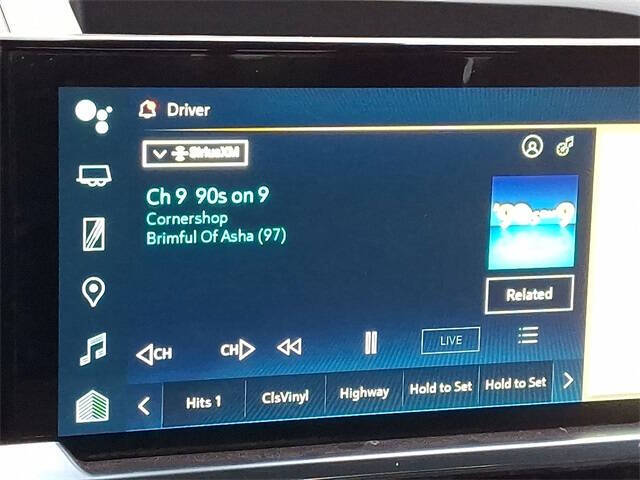 Driver
SiriusXM
Ch 9 90s on 9
Cornershop
Brimful Of Asha (97)
'90s on 9
Related
CH
CH
LIVE
Hits 1
ClsVinyl
Highway
Hold to Set
Hold to Set